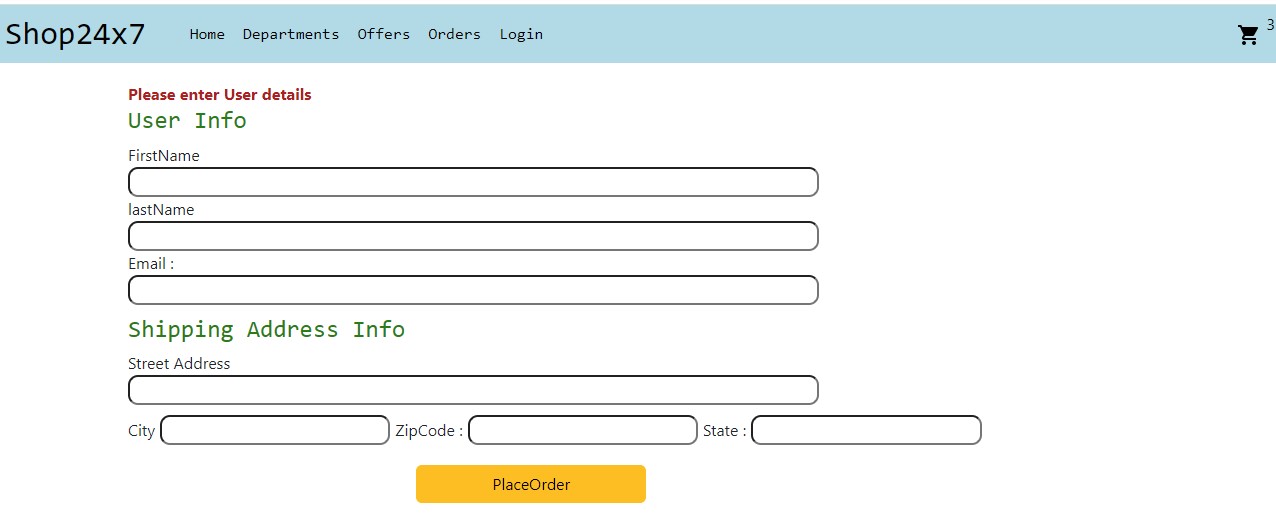 Shop24x7 Home Departments Offers Orders Login 3
Please enter User details
User Info
FirstName
lastName
Email :
Shipping Address Info
Street Address
City ZipCode : State :
PlaceOrder